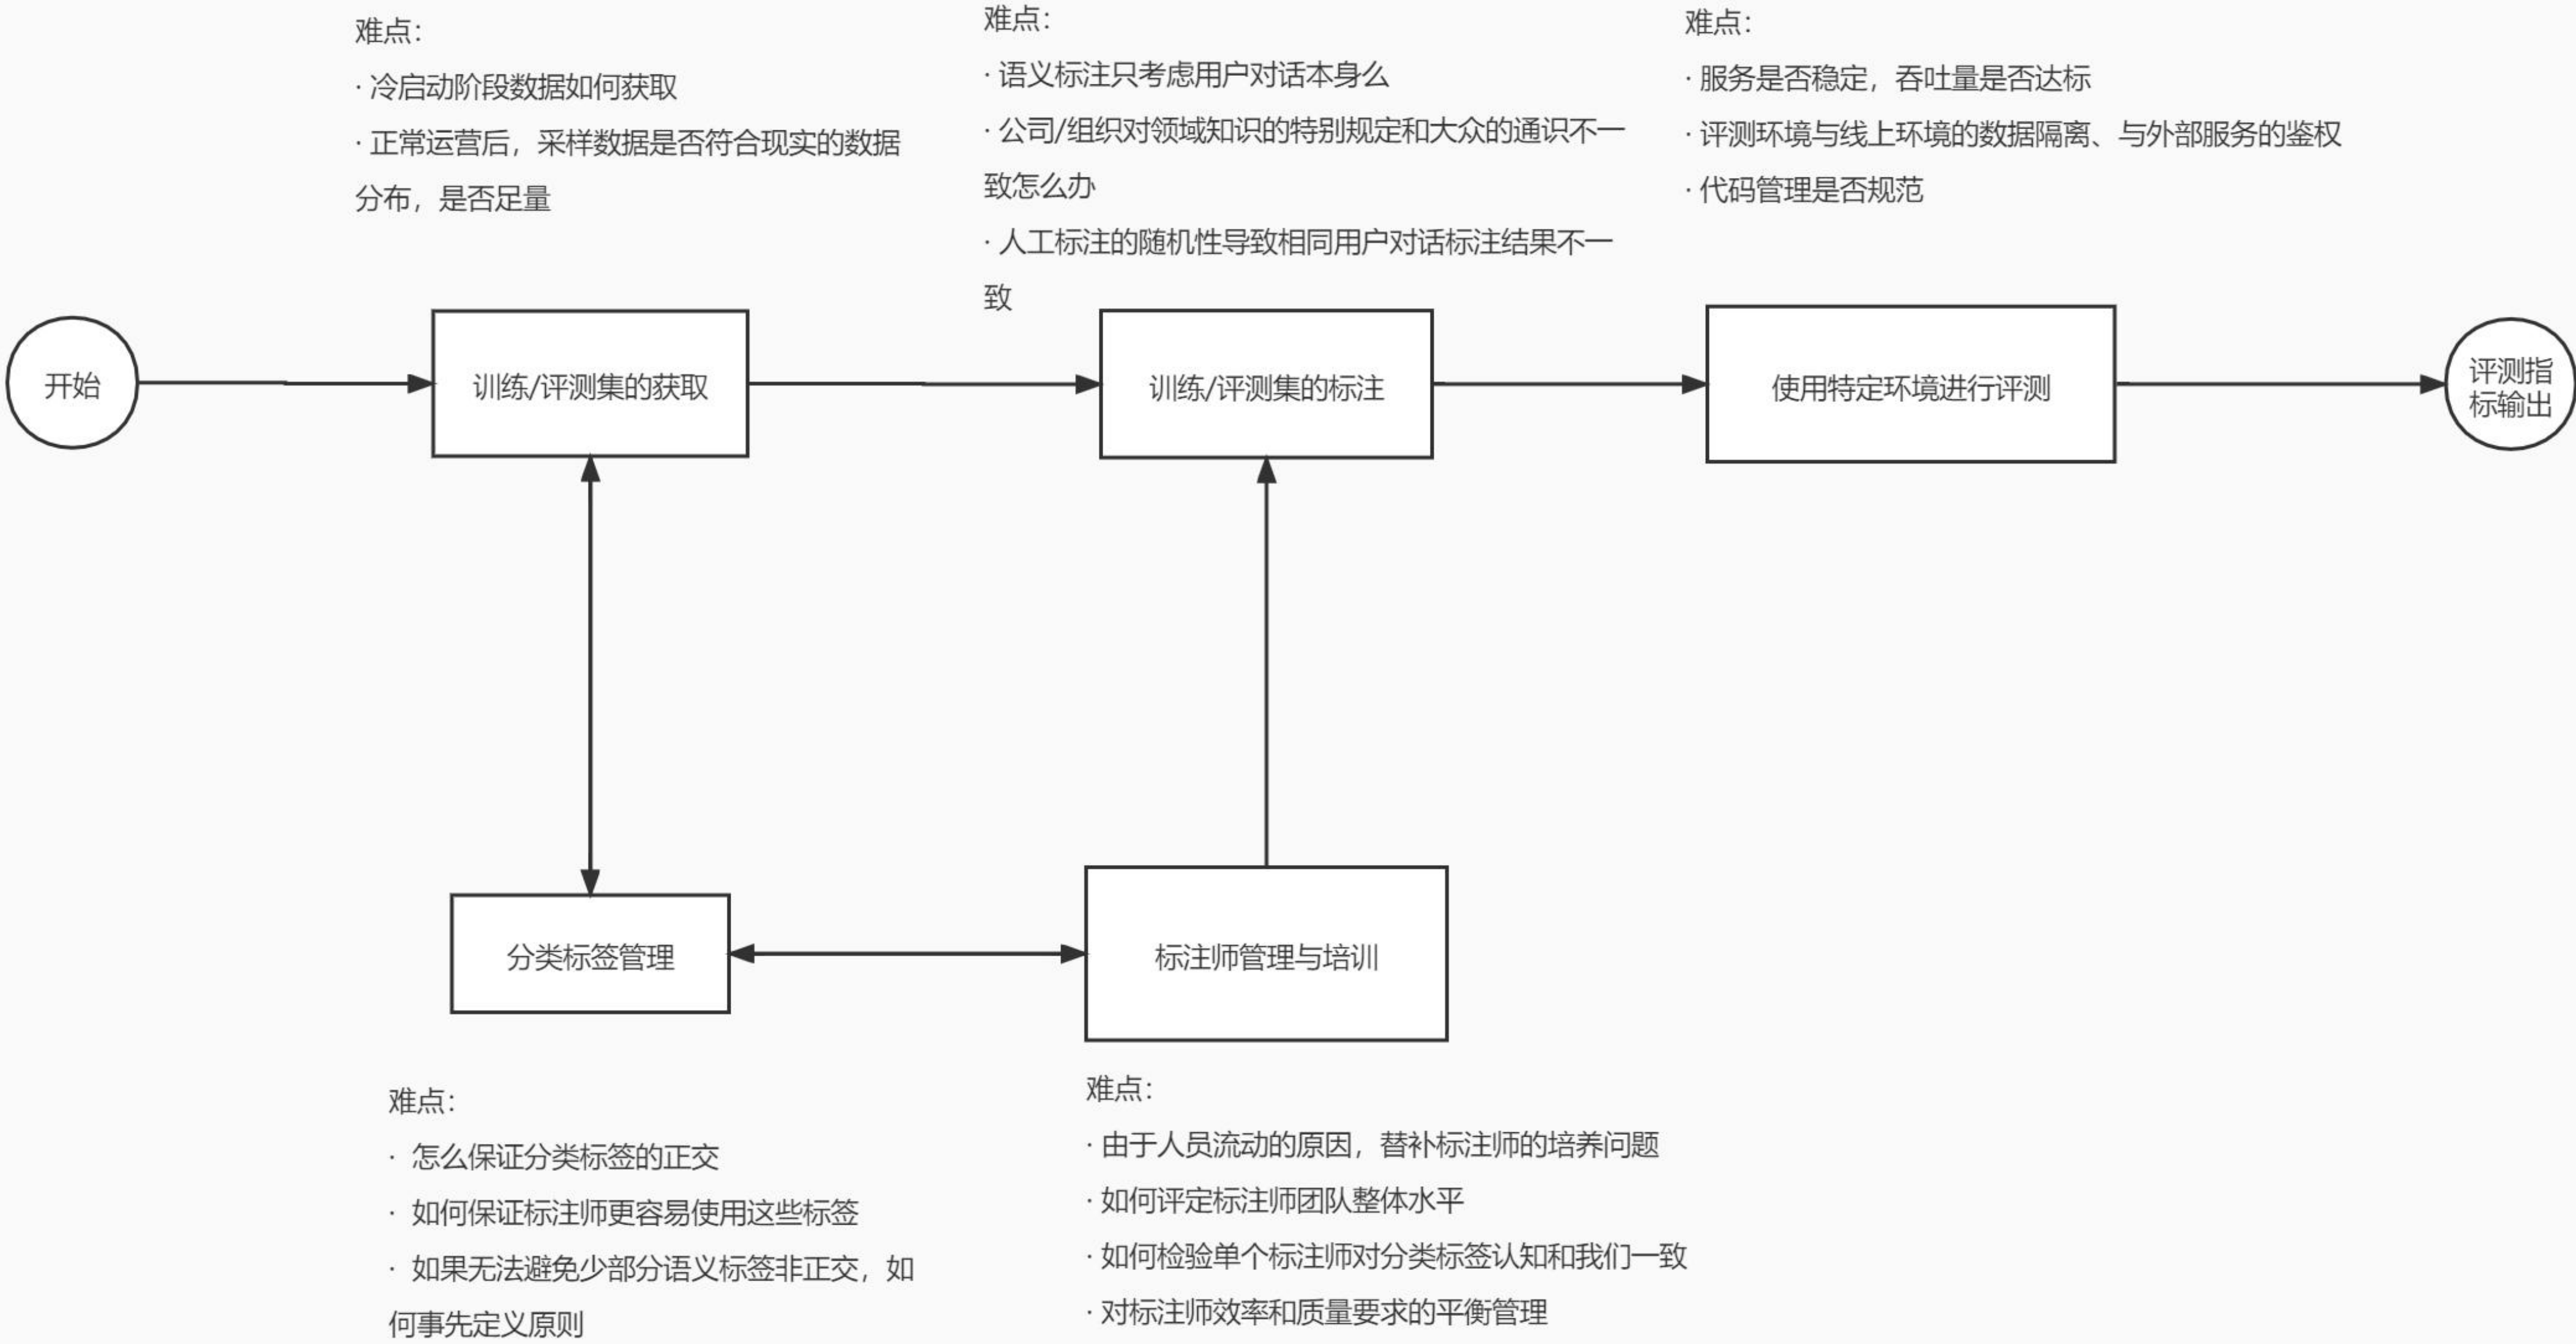 难点：
· 冷启动阶段数据如何获取
· 正常运营后，采样数据是否符合现实的数据
分布，是否足量
难点：
· 语义标注只考虑用户对话本身么
· 公司/组织对领域知识的特别规定和大众的通识不一
致怎么办
· 人工标注的随机性导致相同用户对话标注结果不一
致
难点：
· 服务是否稳定，吞吐量是否达标
· 评测环境与线上环境的数据隔离、与外部服务的鉴权
· 代码管理是否规范
开始
训练/评测集的获取
训练/评测集的标注
使用特定环境进行评测
评测指
标输出
分类标签管理
标注师管理与培训
难点：
· 怎么保证分类标签的正交
· 如何保证标注师更容易使用这些标签
· 如果无法避免少部分语义标签非正交，如
何事先定义原则
难点：
· 由于人员流动的原因，替补标注师的培养问题
· 如何评定标注师团队整体水平
· 如何检验单个标注师对分类标签认知和我们一致
· 对标注师效率和质量要求的平衡管理